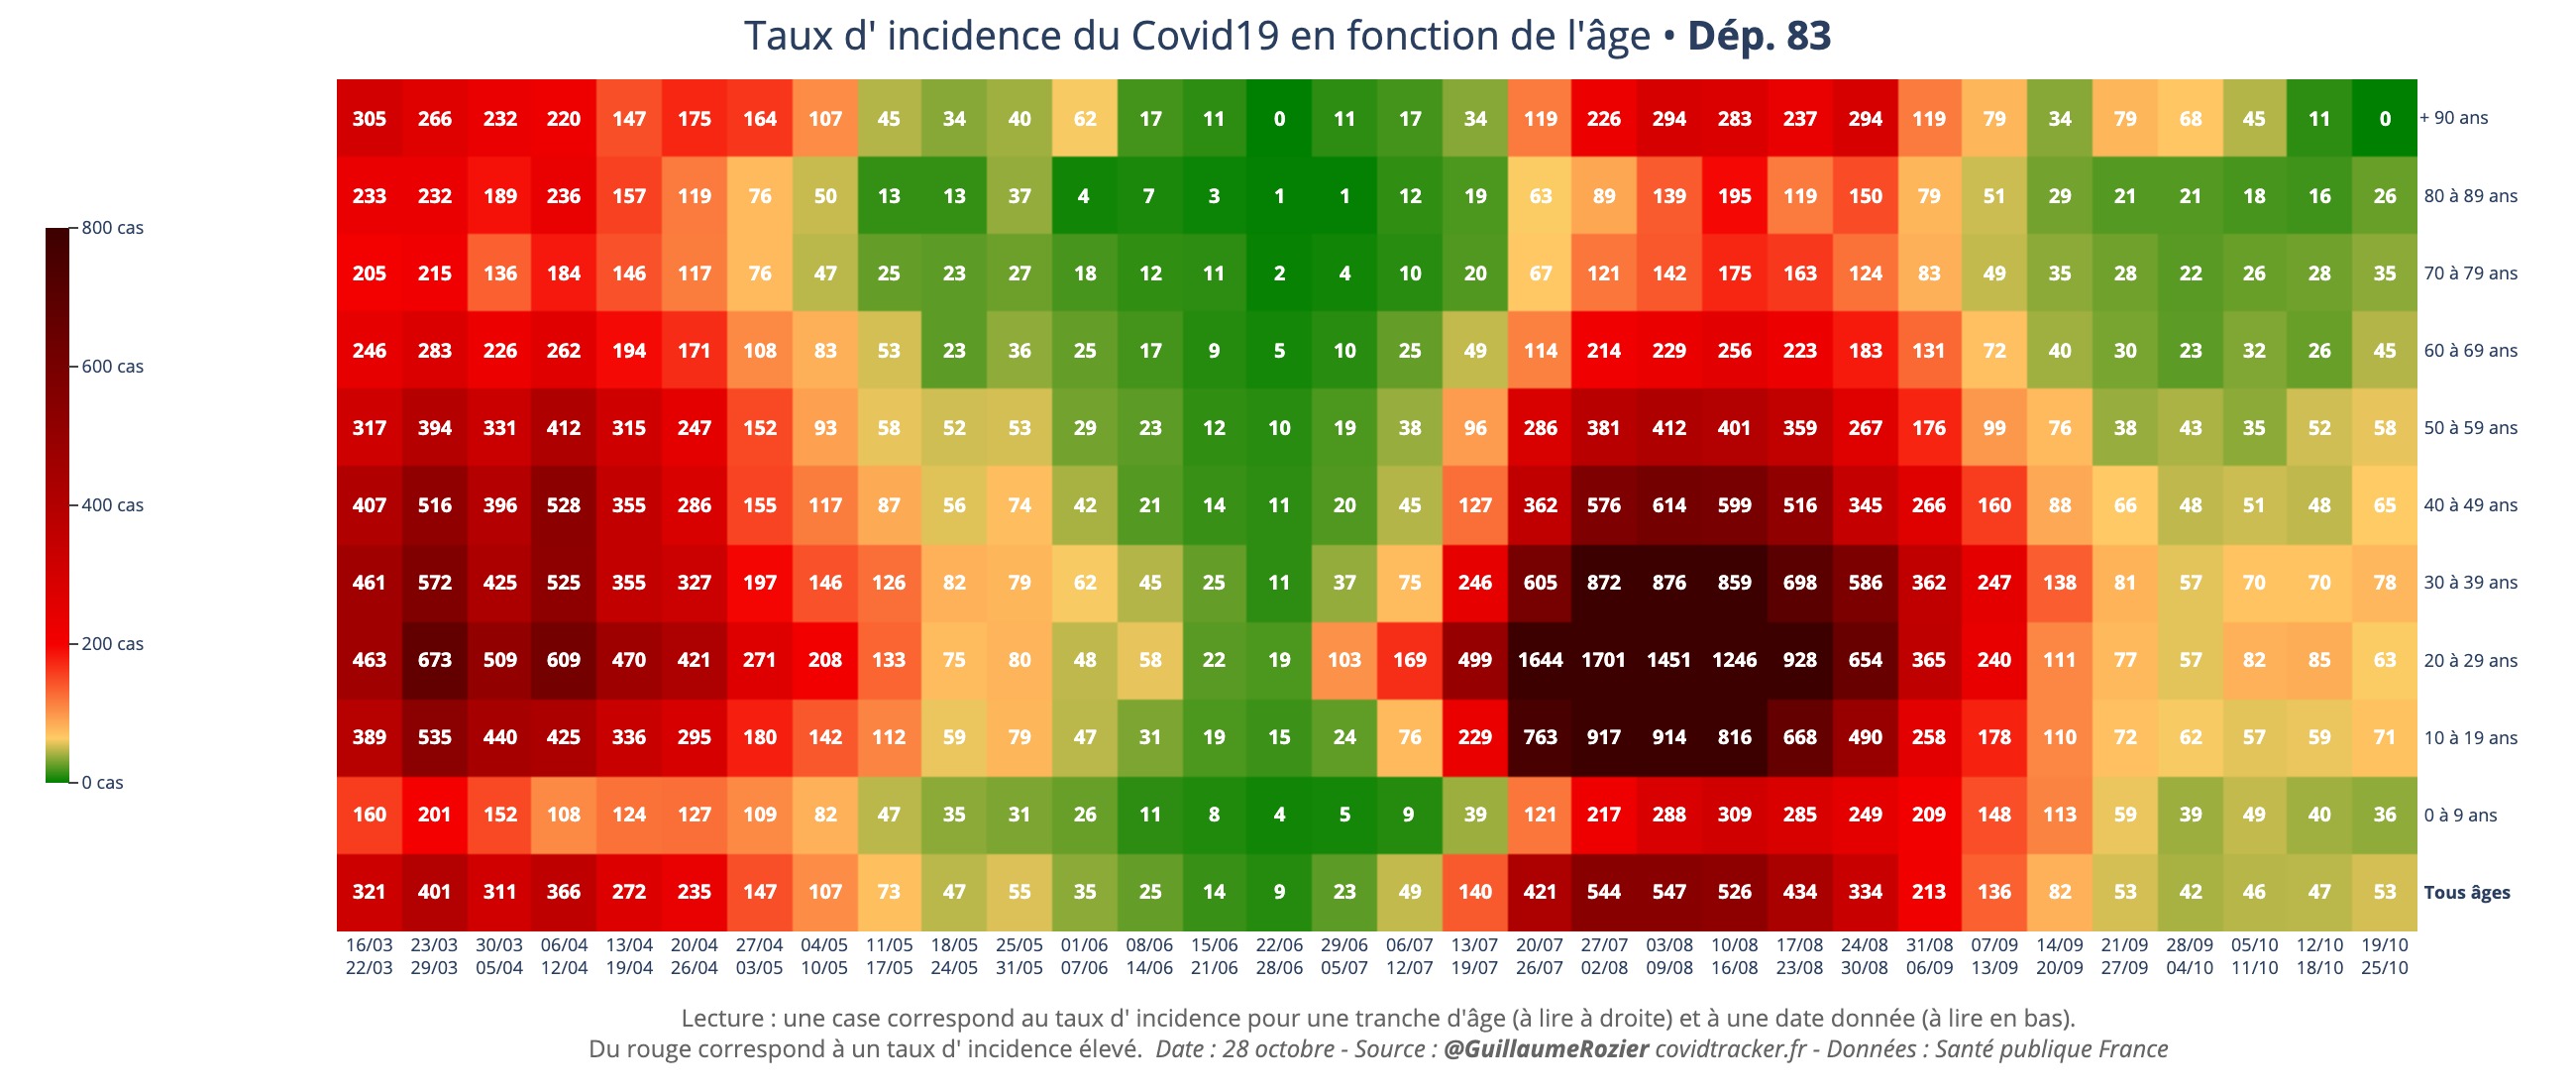 Taux d' incidence du Covid19 en fonction de l'âge • Dép. 83
305 266 232 220 147 175 164 107 45 34 40 62 17 11 0 11 17 34 119 226 294 283 237 294 119 79 34 79 68 45 11 0 + 90 ans
233 232 189 236 157 119 76 50 13 13 37 4 7 3 1 1 12 19 63 89 139 195 119 150 79 51 29 21 21 18 16 26 80 à 89 ans
205 215 136 184 146 117 76 47 25 23 27 18 12 11 2 4 10 20 67 121 142 175 163 124 83 49 35 28 22 26 28 35 70 à 79 ans
246 283 226 262 194 171 108 83 53 23 36 25 17 9 5 10 25 49 114 214 229 256 223 183 131 72 40 30 23 32 26 45 60 à 69 ans
317 394 331 412 315 247 152 93 58 52 53 29 23 12 10 19 38 96 286 381 412 401 359 267 176 99 76 38 43 35 52 58 50 à 59 ans
407 516 396 528 355 286 155 117 87 56 74 42 21 14 11 20 45 127 362 576 614 599 516 345 266 160 88 66 48 51 48 65 40 à 49 ans
461 572 425 525 355 327 197 146 126 82 79 62 45 25 11 37 75 246 605 872 876 859 698 586 362 247 138 81 57 70 70 78 30 à 39 ans
463 673 509 609 470 421 271 208 133 75 80 48 58 22 19 103 169 499 1644 1701 1451 1246 928 654 365 240 111 77 57 82 85 63 20 à 29 ans
389 535 440 425 336 295 180 142 112 59 79 47 31 19 15 24 76 229 763 917 914 816 668 490 258 178 110 72 62 57 59 71 10 à 19 ans
160 201 152 108 124 127 109 82 47 35 31 26 11 8 4 5 9 39 121 217 288 309 285 249 209 148 113 59 39 49 40 36 0 à 9 ans
321 401 311 366 272 235 147 107 73 47 55 35 25 14 9 23 49 140 421 544 547 526 434 334 213 136 82 53 42 46 47 53 Tous âges
16/03 23/03 30/03 06/04 13/04 20/04 27/04 04/05 11/05 18/05 25/05 01/06 08/06 15/06 22/06 29/06 06/07 13/07 20/07 27/07 03/08 10/08 17/08 24/08 31/08 07/09 14/09 21/09 28/09 05/10 12/10 19/10
22/03 29/03 05/04 12/04 19/04 26/04 03/05 10/05 17/05 24/05 31/05 07/06 14/06 21/06 28/06 05/07 12/07 19/07 26/07 02/08 09/08 16/08 23/08 30/08 06/09 13/09 20/09 27/09 04/10 11/10 18/10 25/10
800 cas
600 cas
400 cas
200 cas
0 cas
Lecture : une case correspond au taux d' incidence pour une tranche d'âge (à lire à droite) et à une date donnée (à lire en bas).
Du rouge correspond à un taux d' incidence élevé. Date : 28 octobre - Source : @GuillaumeRozier covidtracker.fr - Données : Santé publique France